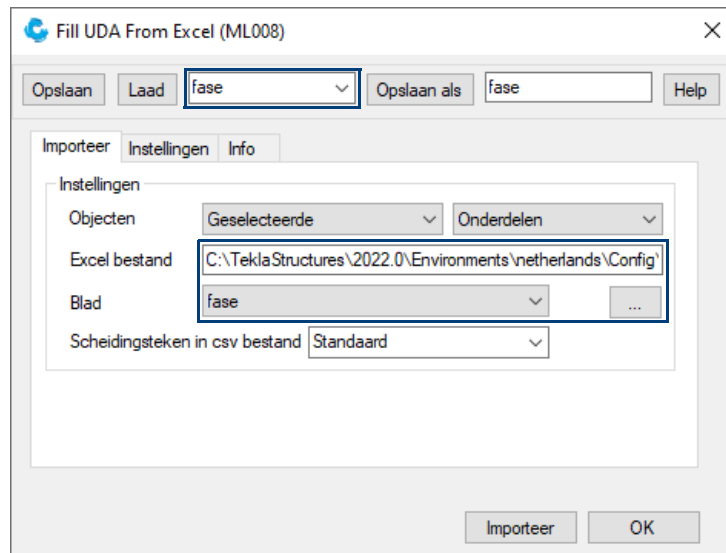 Fill UDA From Excel (ML008)
Opslaan Laad fase Opslaan als fase Help
Importeer Instellingen Info
Instellingen
Objecten Geselecteerde Onderdelen
Excel bestand C:\TeklaStructures\2022.0\Environments\netherlands\Config\
Blad fase ...
Scheidingsteken in csv bestand Standaard
Importeer OK